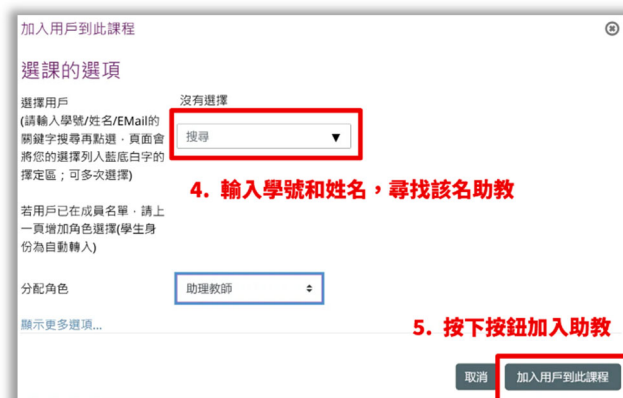 加入用戶到此課程
選課的選項
選擇用戶
(請輸入學號/姓名/EMail的
關鍵字搜尋再點選，頁面會
將您的選擇列入藍底白字的
擇定區；可多次選擇)
沒有選擇
搜尋 ▼
4. 輸入學號和姓名，尋找該名助教
若用戶已在成員名單，請上
一頁增加角色選擇(學生身
份為自動轉入)
分配角色
助理教師
顯示更多選項...
5. 按下按鈕加入助教
取消
加入用戶到此課程